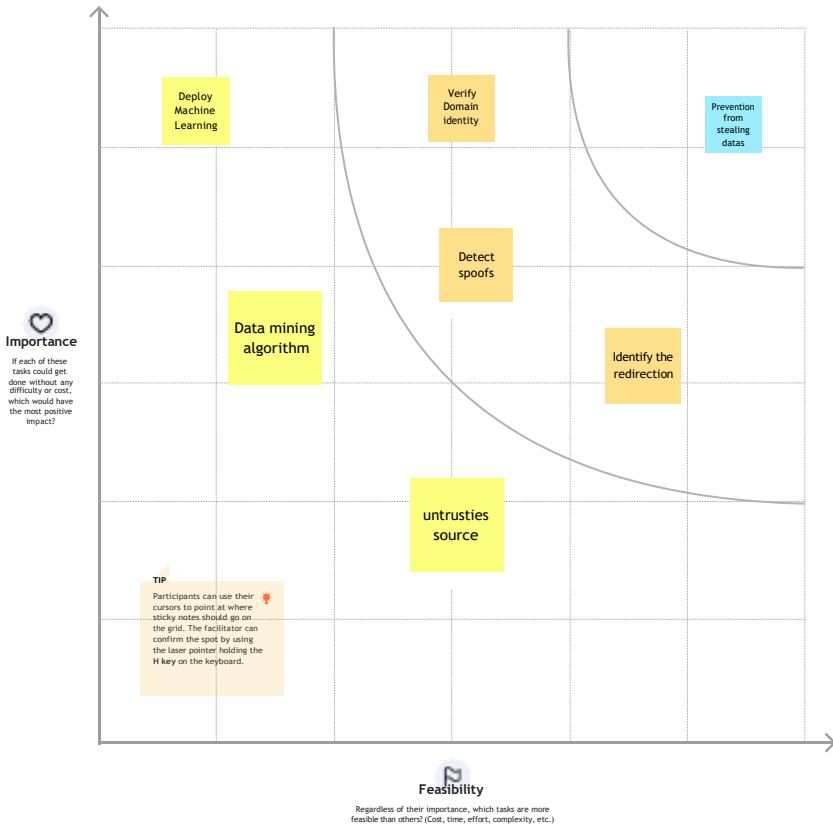 Deploy
Machine
Learning
Verify
Domain
identity
Prevention
from
stealing
datas
Detect
spoofs
Data mining
algorithm
Identify the
redirection
Importance
If each of these
tasks could get
done without any
difficulty or cost,
which would have
the most positive
impact?
untrusties
source
TIP
Participants can use their
cursors to point at where
sticky notes should go on
the grid. The facilitator can
confirm the spot by using
the laser pointer holding the
H key on the keyboard.
Feasibility
Regardless of their importance, which tasks are more
feasible than others? (Cost, time, effort, complexity, etc.)